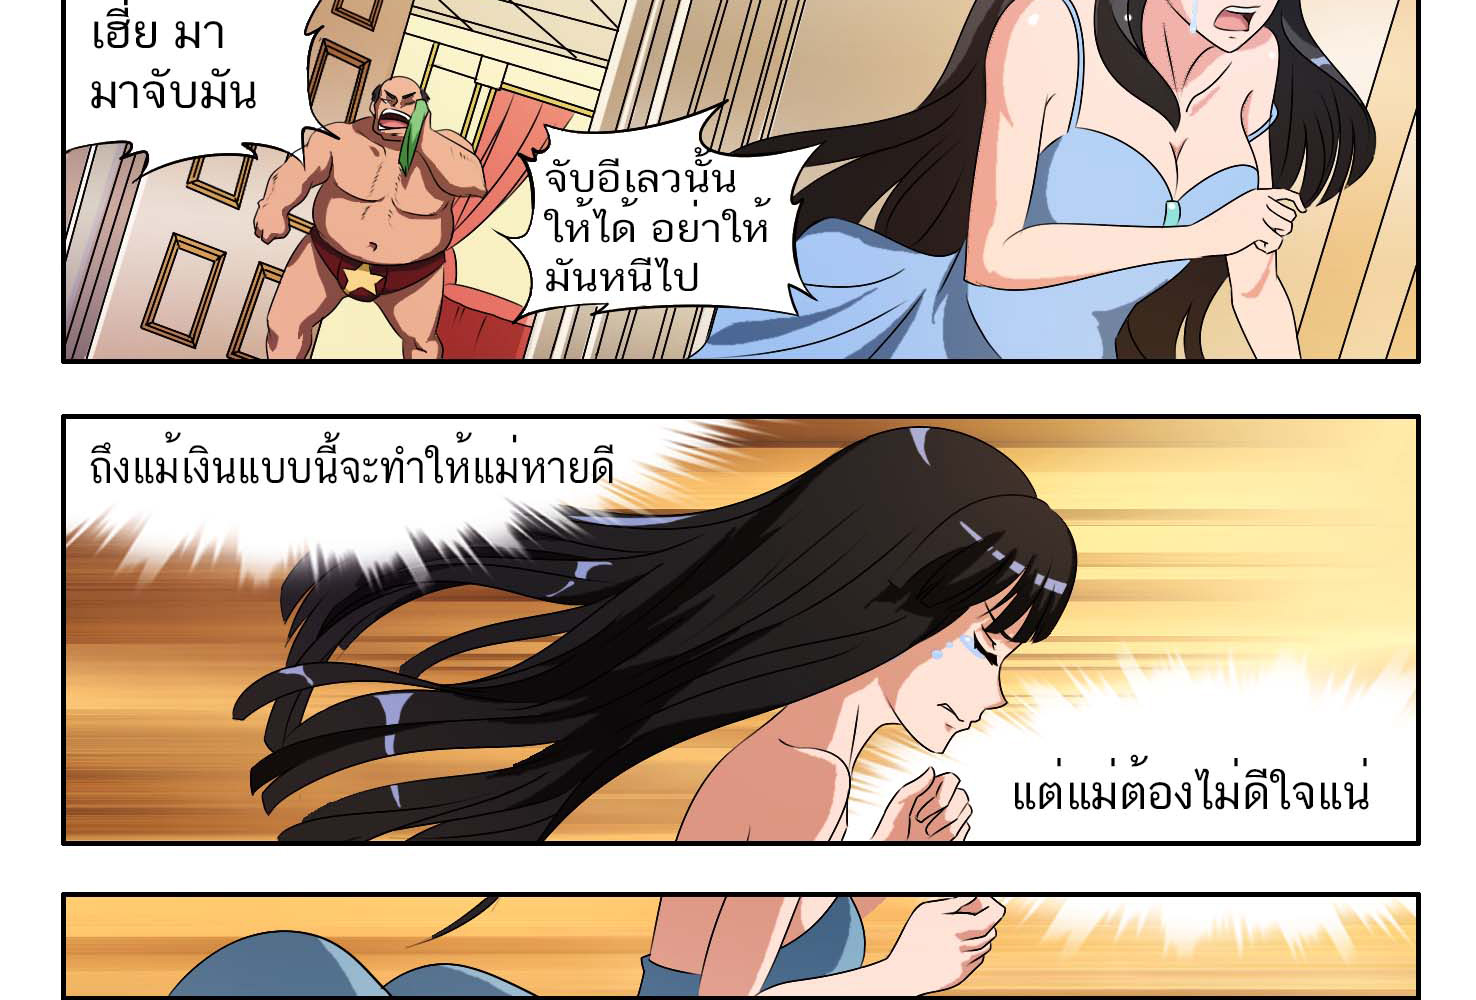 เฮี่ย มา
มาจับมัน
จับอีเลวนั้น
ให้ได้ อย่าให้
มันหนีไป
ถึงแม้เงินแบบนี้จะทำให้แม่หายดี
แต่แม่ต้องไม่ดีใจแน่